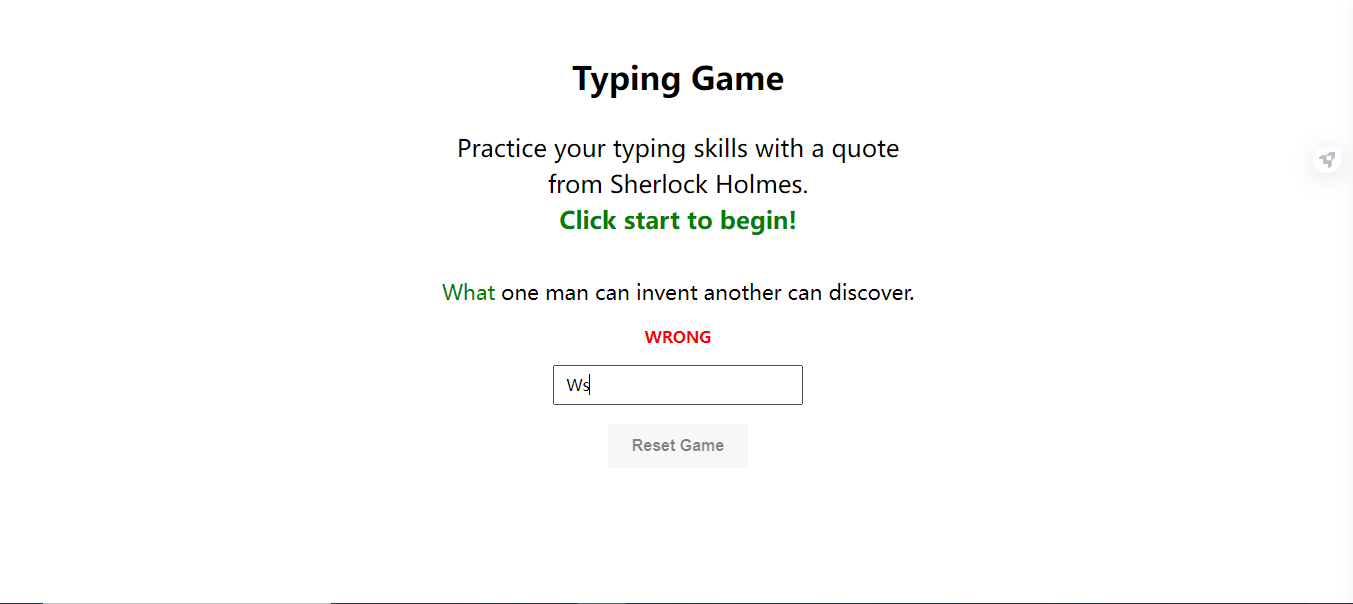 Typing Game
Practice your typing skills with a quote
from Sherlock Holmes.
Click start to begin!
What one man can invent another can discover.
WRONG
Ws
Reset Game